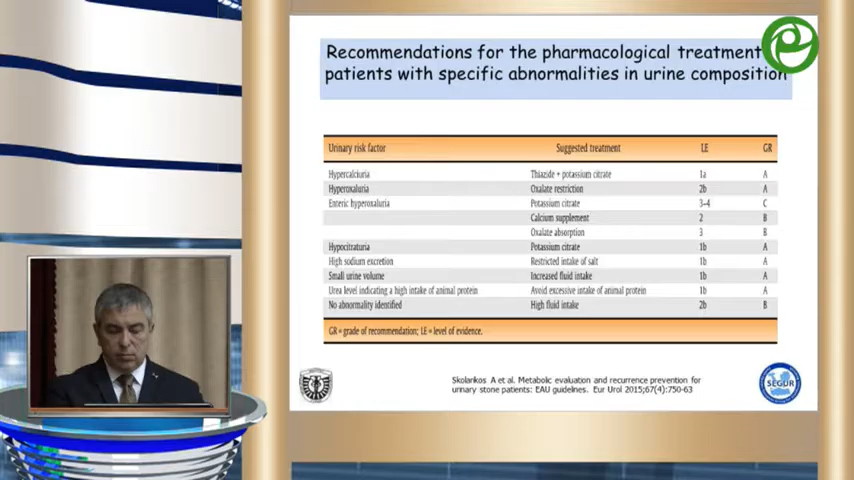 Recommendations for the pharmacological treatment
patients with specific abnormalities in urine composition
Urinary risk factor Suggested treatment LE GR
Hypercalciuria Thiazide + potassium citrate 1a A
Hyperoxaluria Oxalate restriction 2b A
Enteric hyperoxaluria Potassium citrate 3–4 C
Calcium supplement 2 B
Oxalate absorption 3 B
Hypocitraturia Potassium citrate 1b A
High sodium excretion Restricted intake of salt 1b A
Small urine volume Increased fluid intake 1b A
Urea level indicating a high intake of animal protein Avoid excessive intake of animal protein 1b A
No abnormality identified High fluid intake 2b B
GR = grade of recommendation; LE = level of evidence.
Skolarikos A et al. Metabolic evaluation and recurrence prevention for
urinary stone patients: EAU guidelines. Eur Urol 2015;67(4):750-63
SEGUR